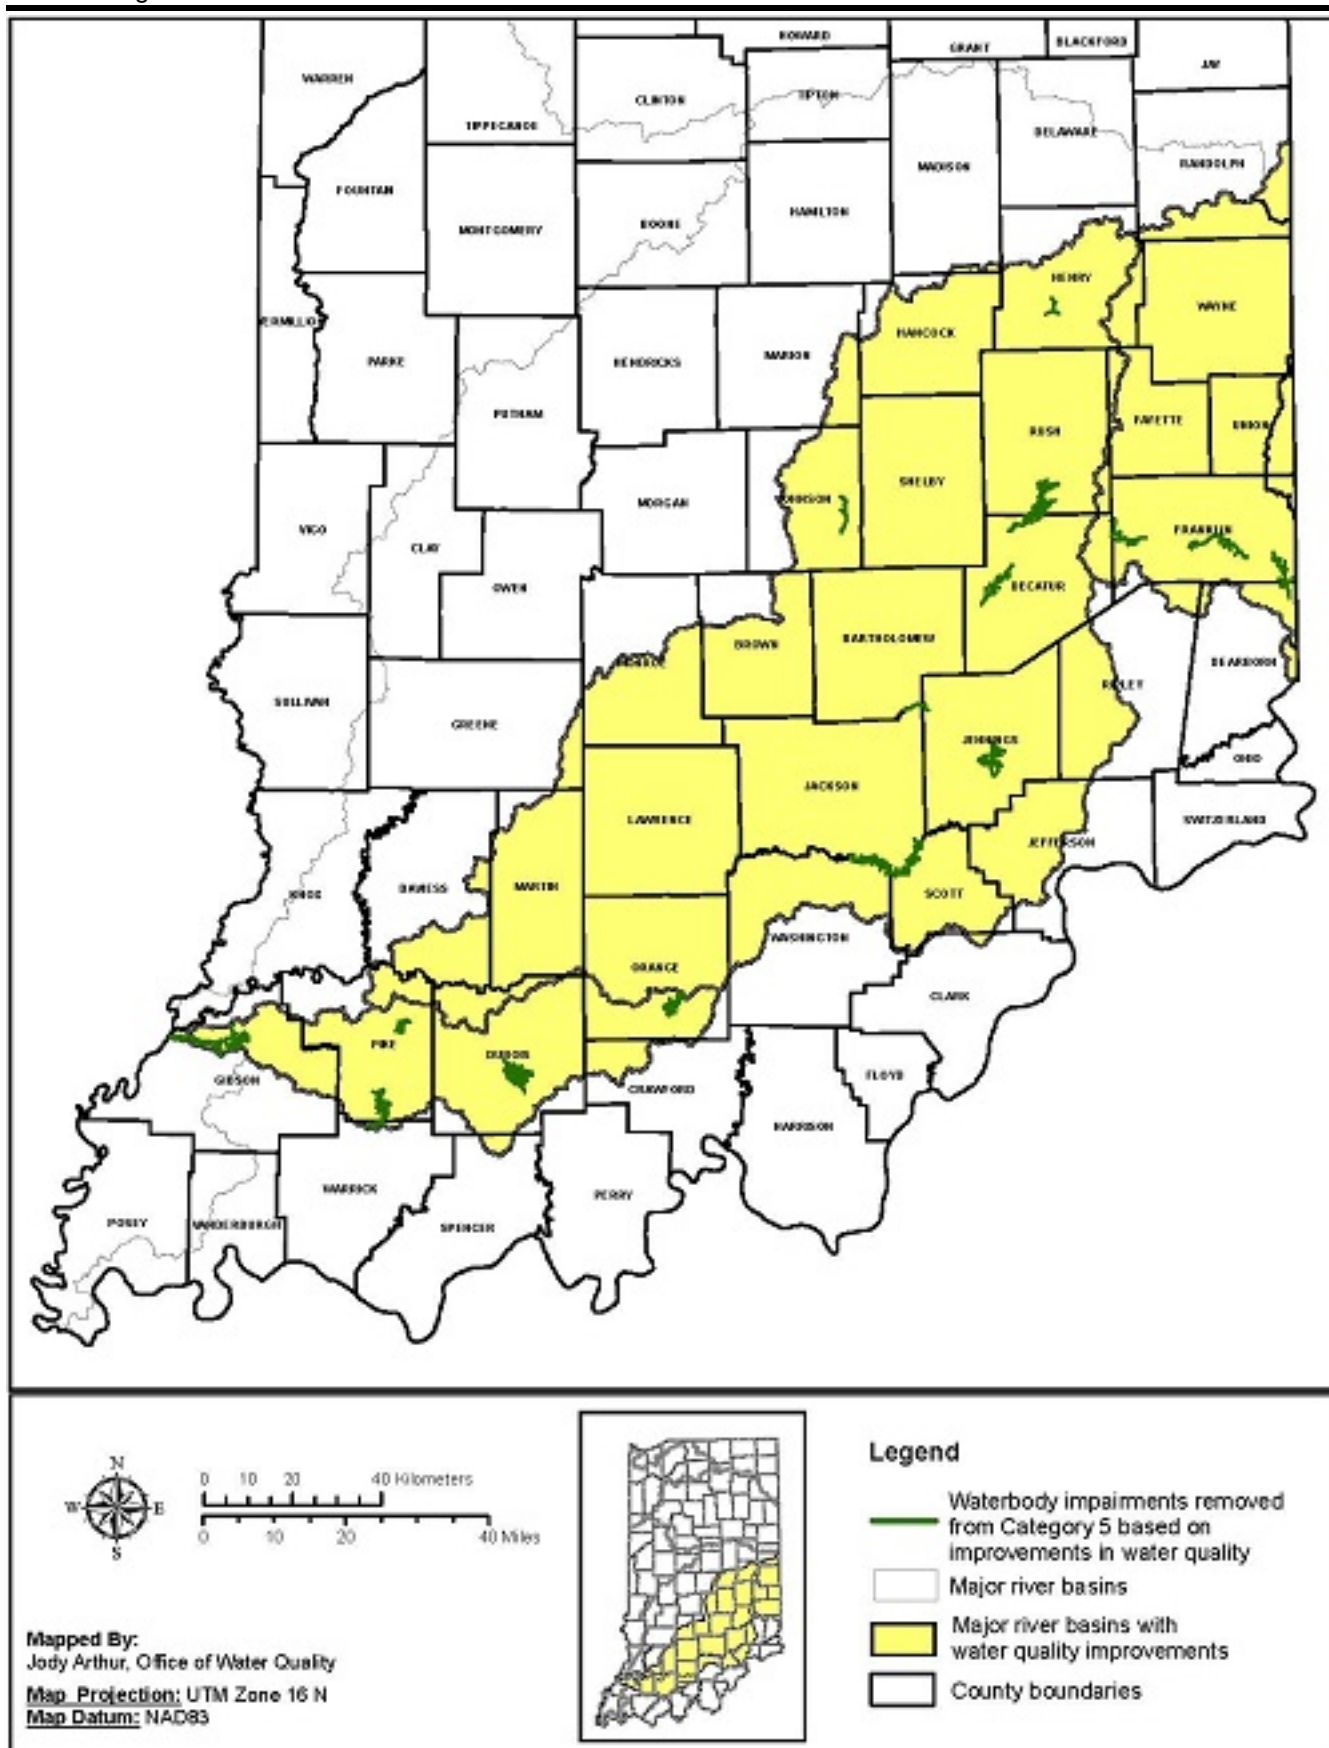 HOWARD
GRANT
BLACKFORD
JAY
WARREN
CLINTON
TIPTON
TIPPECANOE
DELAWARE
RANDOLPH
MADISON
FOUNTAIN
HAMILTON
BOONE
MONTGOMERY
HENRY
WAYNE
HANCOCK
MARION
PARKE
HENDRICKS
PUTNAM
FAYETTE
UNION
RUSH
SHELBY
MORGAN
VIGO
FRANKLIN
CLAY
OWEN
DECATUR
BROWN
BARTHOLOMEW
DEARBORN
SULLIVAN
GREENE
JENNINGS
OHIO
JACKSON
LAWRENCE
SWITZERLAND
JEFFERSON
KNOX
MARTIN
SCOTT
WASHINGTON
ORANGE
CLARK
PIKE
DUBOIS
GIBSON
FLOYD
CRAWFORD
HARRISON
WARRICK
PERRY
POSEY
VANDERBURGH
SPENCER
N
W
E
S
0 10 20 40 Kilometers
0 10 20 40 Miles
Mapped By:
Jody Arthur, Office of Water Quality
Map Projection: UTM Zone 16 N
Map Datum: NAD83
Legend
Waterbody impairments removed
from Category 5 based on
improvements in water quality
Major river basins
Major river basins with
water quality improvements
County boundaries